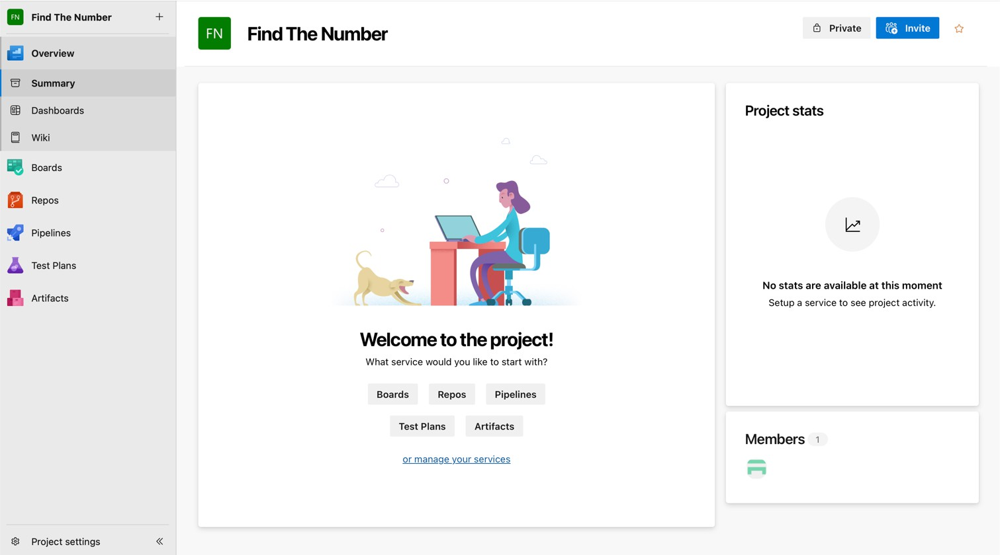 FN
Find The Number
Overview
Summary
Dashboards
Wiki
Boards
Repos
Pipelines
Test Plans
Artifacts
Project settings
FN
Find The Number
Private
Invite
Welcome to the project!
What service would you like to start with?
Boards
Repos
Pipelines
Test Plans
Artifacts
or manage your services
Project stats
No stats are available at this moment
Setup a service to see project activity.
Members 1